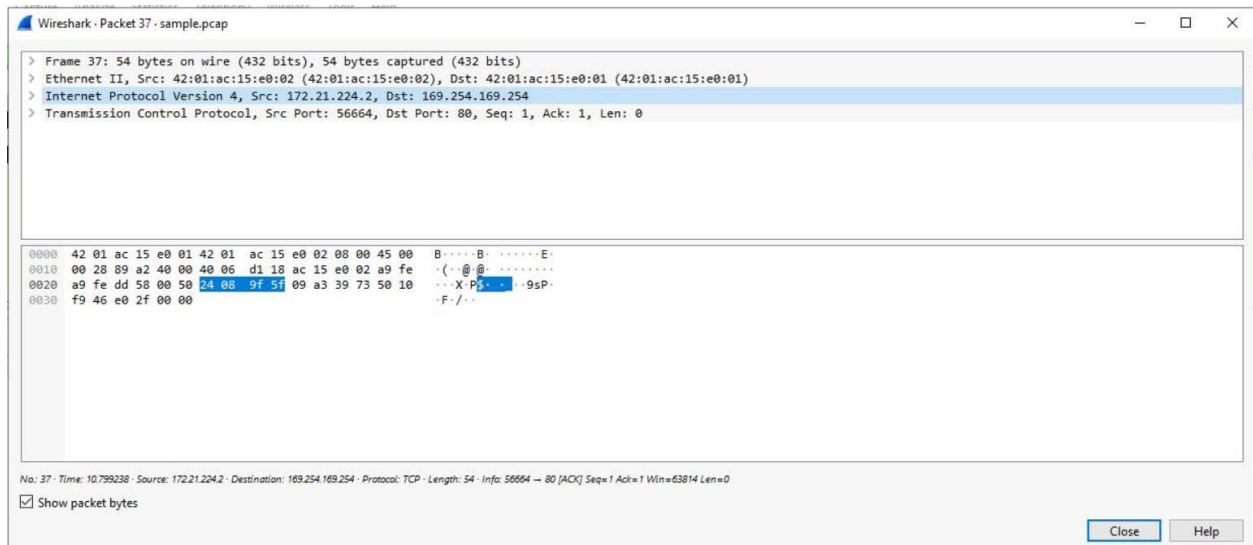 Wireshark · Packet 37 · sample.pcap
> Frame 37: 54 bytes on wire (432 bits), 54 bytes captured (432 bits)
> Ethernet II, Src: 42:01:ac:15:e0:02 (42:01:ac:15:e0:02), Dst: 42:01:ac:15:e0:01 (42:01:ac:15:e0:01)
> Internet Protocol Version 4, Src: 172.21.224.2, Dst: 169.254.169.254
> Transmission Control Protocol, Src Port: 56664, Dst Port: 80, Seq: 1, Ack: 1, Len: 0
0000 42 01 ac 15 e0 01 42 01 ac 15 e0 02 08 00 45 00 B·····B· ······E·
0010 00 28 89 a2 40 00 40 06 d1 18 ac 15 e0 02 a9 fe ·(··@·@· ········
0020 a9 fe dd 58 00 50 24 08 9f 5f 09 a3 39 73 50 10 ···X·P$· ·_··9sP·
0030 f9 46 e0 2f 00 00 ·F·/··
No.: 37 · Time: 10.799238 · Source: 172.21.224.2 · Destination: 169.254.169.254 · Protocol: TCP · Length: 54 · Info: 56664 → 80 [ACK] Seq=1 Ack=1 Win=63814 Len=0
Show packet bytes
Close Help